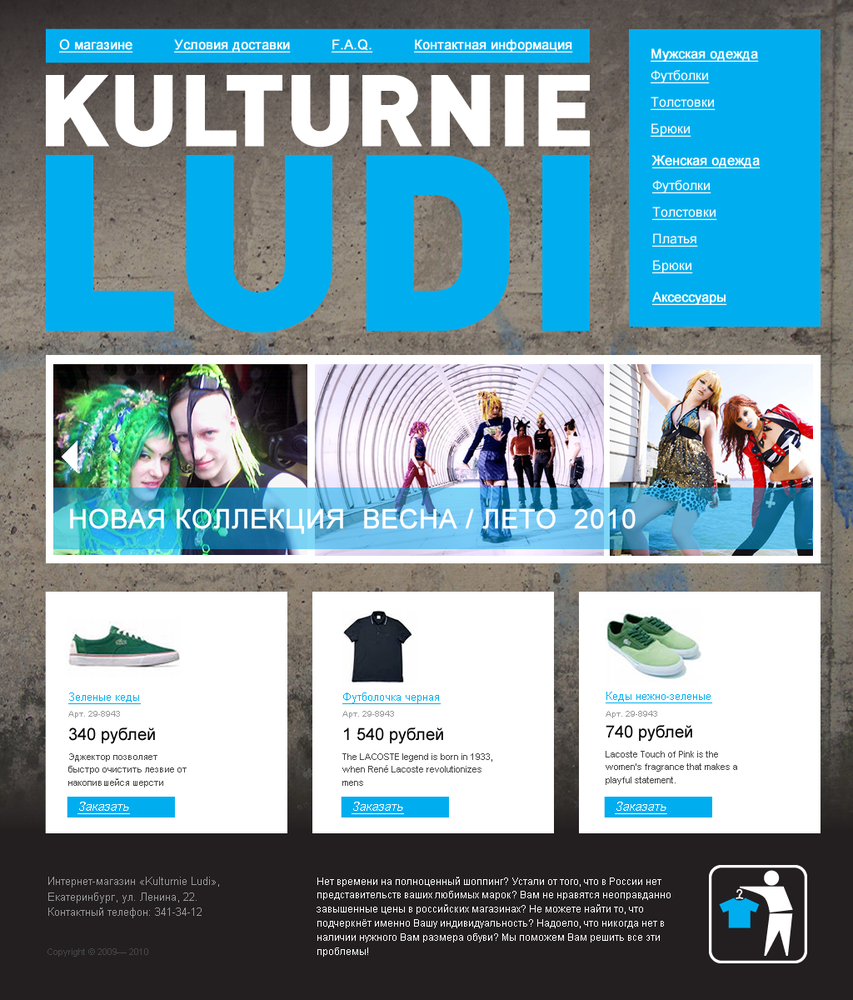 О магазине Условия доставки F.A.Q. Контактная информация
KULTURNIE
LUDI
Мужская одежда
Футболки
Толстовки
Брюки
Женская одежда
Футболки
Толстовки
Платья
Брюки
Аксессуары
НОВАЯ КОЛЛЕКЦИЯ ВЕСНА / ЛЕТО 2010
Зеленые кеды
Арт. 29-8943
340 рублей
Эджектор позволяет
быстро очистить лезвие от
накопившейся шерсти
Заказать
Футболочка черная
Арт. 29-8943
1 540 рублей
The LACOSTE legend is born in 1933,
when René Lacoste revolutionizes
mens
Заказать
Кеды нежно-зеленые
Арт. 29-8943
740 рублей
Lacoste Touch of Pink is the
women's fragrance that makes a
playful statement.
Заказать
Интернет-магазин «Kulturnie Ludi»,
Екатеринбург, ул. Ленина, 22.
Контактный телефон: 341-34-12
Copyright © 2009— 2010
Нет времени на полноценный шоппинг? Устали от того, что в России нет
представительств ваших любимых марок? Вам не нравятся неоправданно
завышенные цены в российских магазинах? Не можете найти то, что
подчеркнёт именно Вашу индивидуальность? Надоело, что никогда нет в
наличии нужного Вам размера обуви? Мы поможем Вам решить все эти
проблемы!